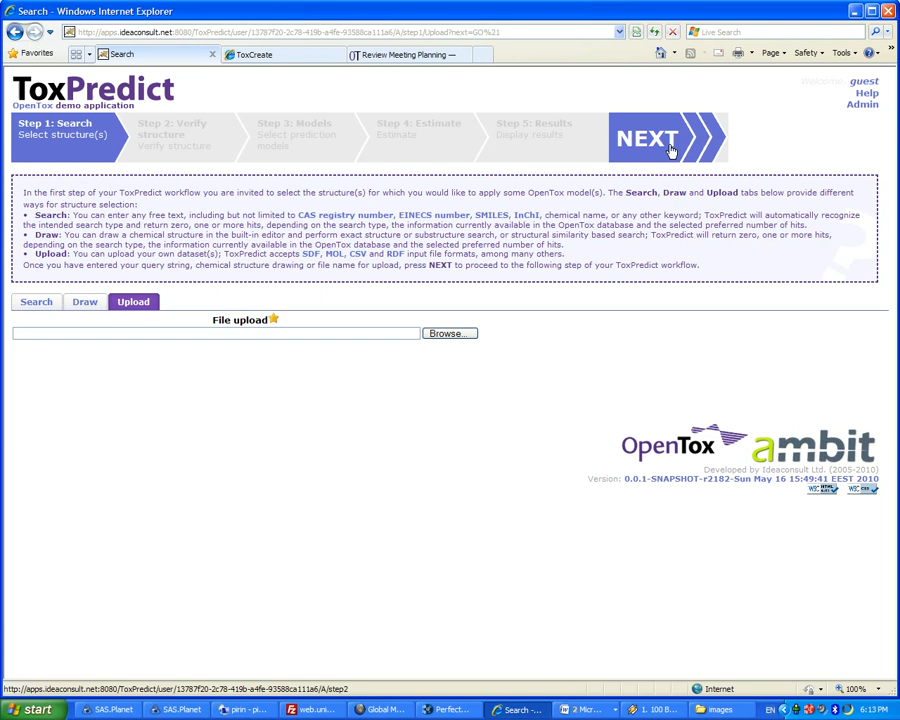 Search - Windows Internet Explorer
http://apps.ideaconsult.net:8080/ToxPredict/user/13787f20-2c78-419b-a4fe-93586c1111a6/A/step1/Upload?next=GO%21
Live Search
Favorites
Search
ToxCreate
Review Meeting Planning —
Page
Safety
Tools
ToxPredict
OpenTox demo application
Welcome, guest
Help
Admin
Step 1: Search
Select structure(s)
Step 2: Verify structure
Verify structure
Step 3: Models
Select prediction models
Step 4: Estimate
Estimate
Step 5: Results
Display results
NEXT
In the first step of your ToxPredict workflow you are invited to select the structure(s) for which you would like to apply some OpenTox model(s). The Search, Draw and Upload tabs below provide different
ways for structure selection:
• Search: You can enter any free text, including but not limited to CAS registry number, EINECS number, SMILES, InChI, chemical name, or any other keyword; ToxPredict will automatically recognize
the intended search type and return zero, one or more hits, depending on the search type, the information currently available in the OpenTox database and the selected preferred number of hits.
• Draw: You can draw a chemical structure in the built-in editor and perform exact structure or substructure search, or structural similarity based search; ToxPredict will return zero, one or more hits,
depending on the search type, the information currently available in the OpenTox database and the selected preferred number of hits.
• Upload: You can upload your own dataset(s); ToxPredict accepts SDF, MOL, CSV and RDF input file formats, among many others.
Once you have entered your query string, chemical structure drawing or file name for upload, press NEXT to proceed to the following step of your ToxPredict workflow.
Search
Draw
Upload
File upload
Browse...
OpenTox
ambit
Developed by Ideaconsult Ltd. (2005-2010)
Version: 0.0.1-SNAPSHOT-r2182-Sun May 16 15:49:41 EEST 2010
http://apps.ideaconsult.net:8080/ToxPredict/user/13787f20-2c78-419b-a4fe-93586c1111a6/A/step2
Internet
100%
start
SAS.Planet
SAS.Planet
pirin - pi...
web.uni...
Global M...
Perfect...
Search -...
2 Micr...
1. 100 B...
images
EN
6:13 PM